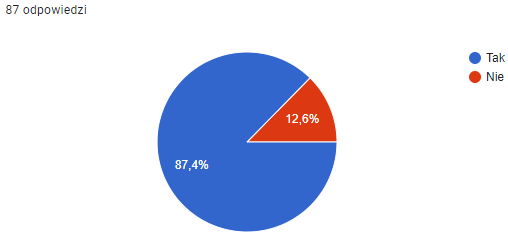 87 odpowiedzi
Tak
Nie
12,6%
87,4%